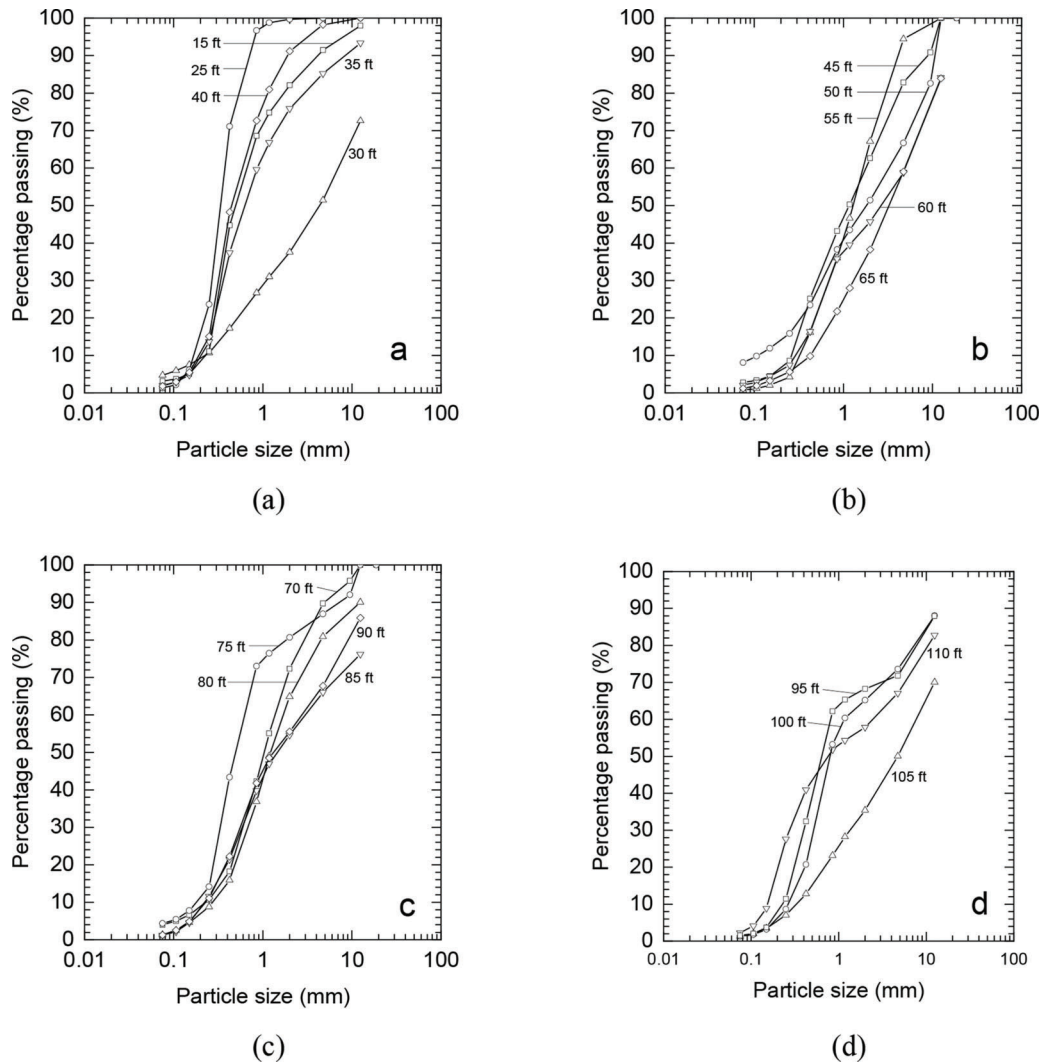 100
90
80
70
60
50
40
30
20
10
0
Percentage passing (%)
15 ft
25 ft
40 ft
35 ft
30 ft
a
0.01 0.1 1 10 100
Particle size (mm)
(a)
100
90
80
70
60
50
40
30
20
10
0
Percentage passing (%)
45 ft
50 ft
55 ft
60 ft
65 ft
b
0.01 0.1 1 10 100
Particle size (mm)
(b)
100
90
80
70
60
50
40
30
20
10
0
Percentage passing (%)
70 ft
75 ft
80 ft
90 ft
85 ft
c
0.01 0.1 1 10 100
Particle size (mm)
(c)
100
90
80
70
60
50
40
30
20
10
0
Percentage passing (%)
95 ft
100 ft
110 ft
105 ft
d
0.01 0.1 1 10 100
Particle size (mm)
(d)